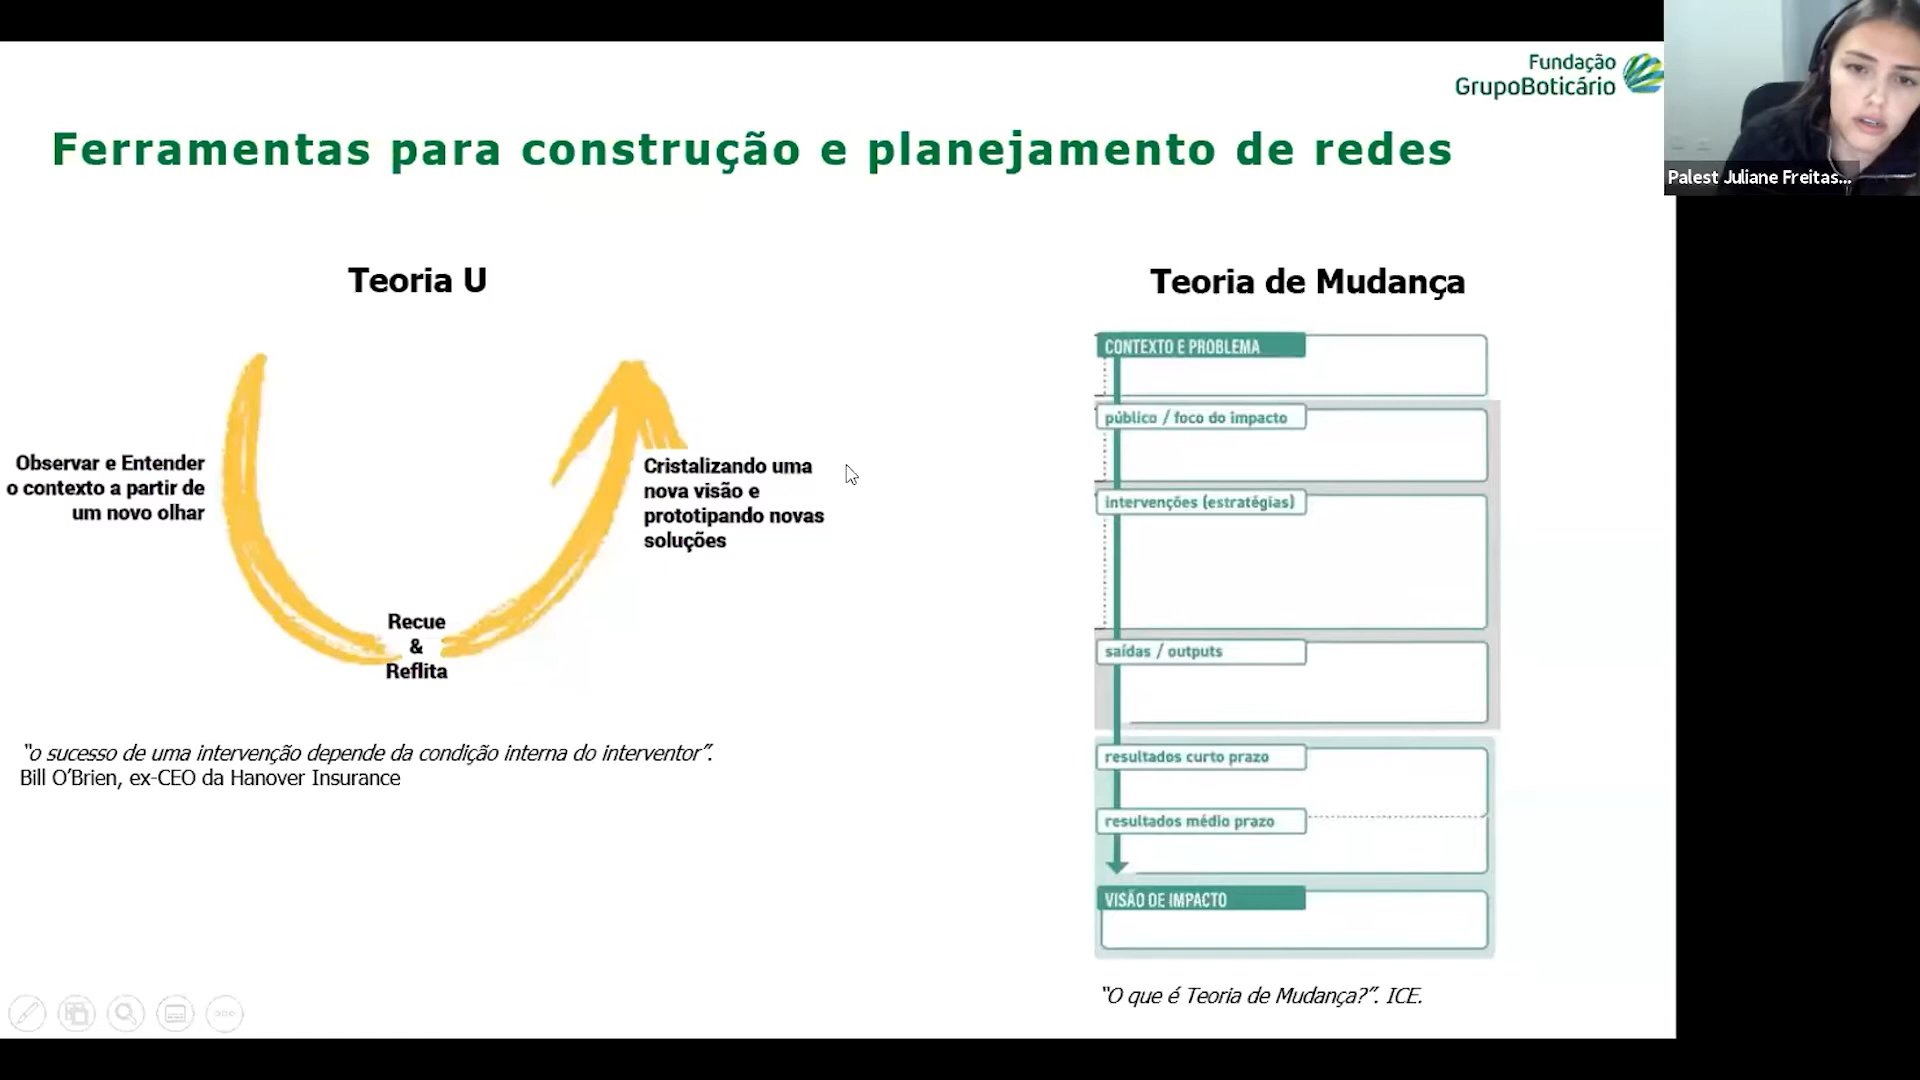 Fundação
GrupoBoticário
Palest Juliane Freitas...
Ferramentas para construção e planejamento de redes
Teoria U
Observar e Entender
o contexto a partir de
um novo olhar
Recue
&
Reflita
Cristalizando uma
nova visão e
prototipando novas
soluções
“o sucesso de uma intervenção depende da condição interna do interventor”.
Bill O’Brien, ex-CEO da Hanover Insurance
Teoria de Mudança
CONTEXTO E PROBLEMA
público / foco do impacto
intervenções (estratégias)
saídas / outputs
resultados curto prazo
resultados médio prazo
VISÃO DE IMPACTO
“O que é Teoria de Mudança?”. ICE.